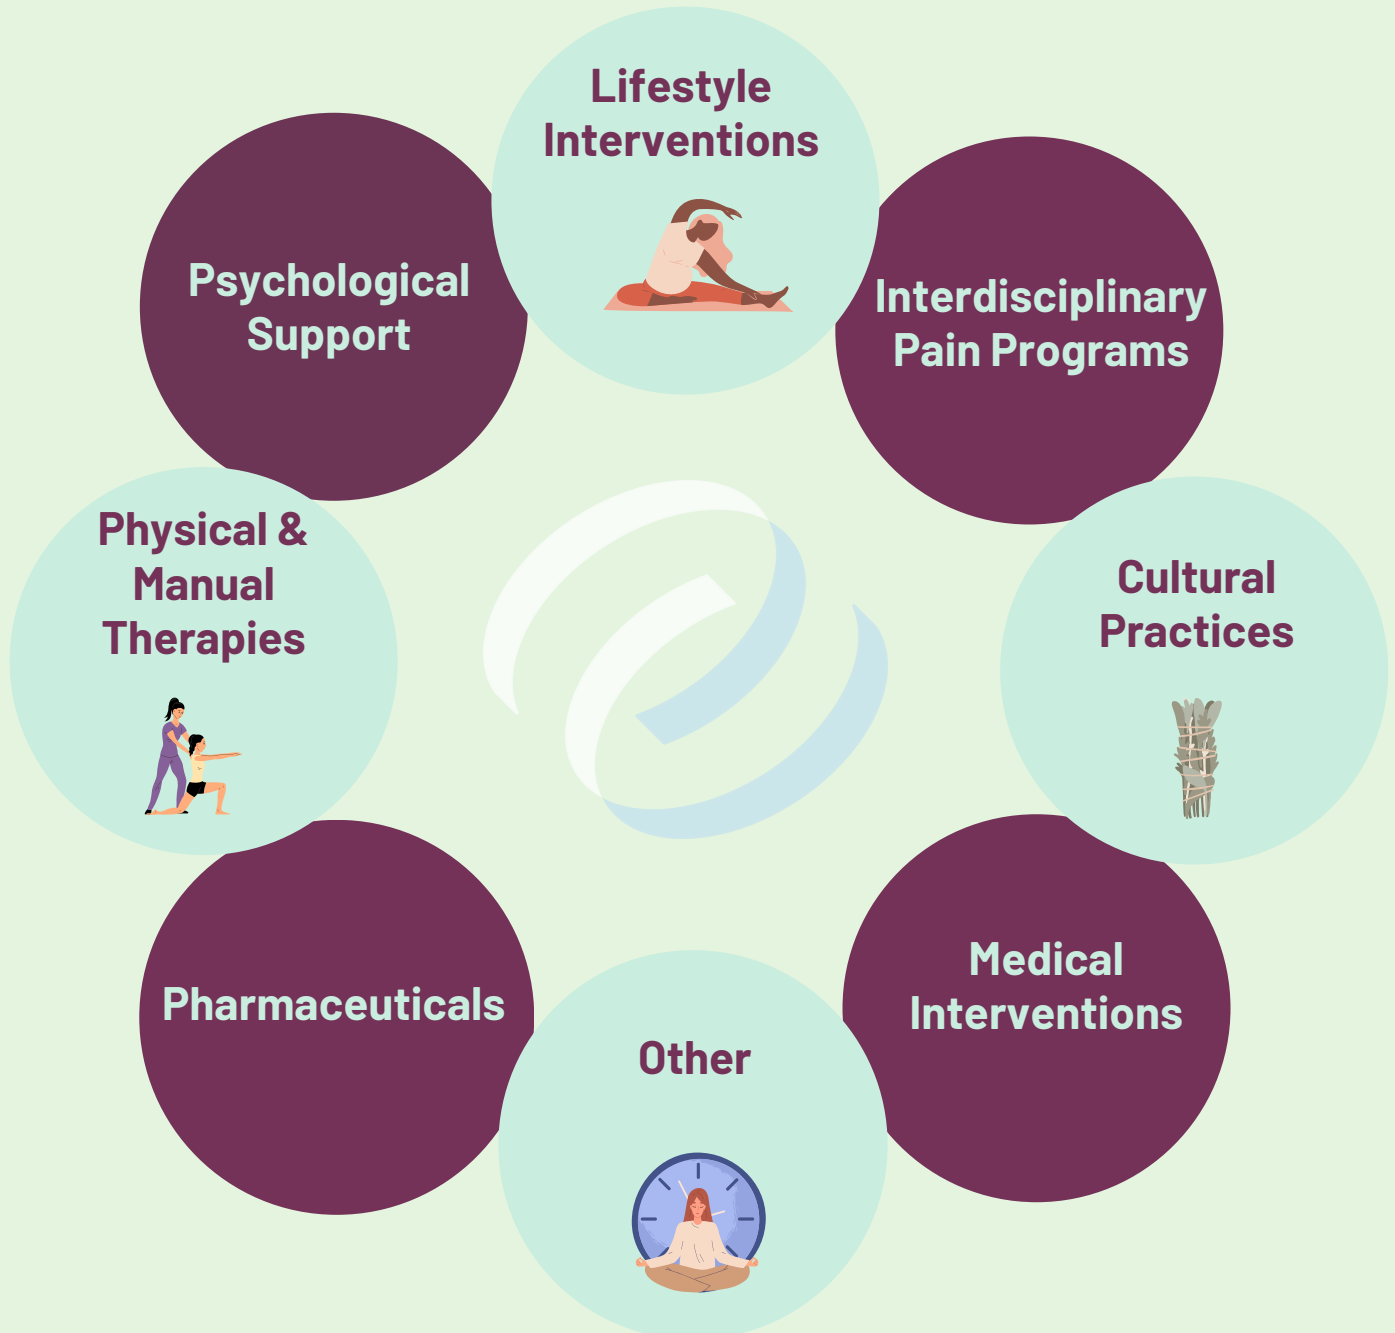 Lifestyle
Interventions
Psychological
Support
Interdisciplinary
Pain Programs
Physical &
Manual
Therapies
Cultural
Practices
Pharmaceuticals
Medical
Interventions
Other